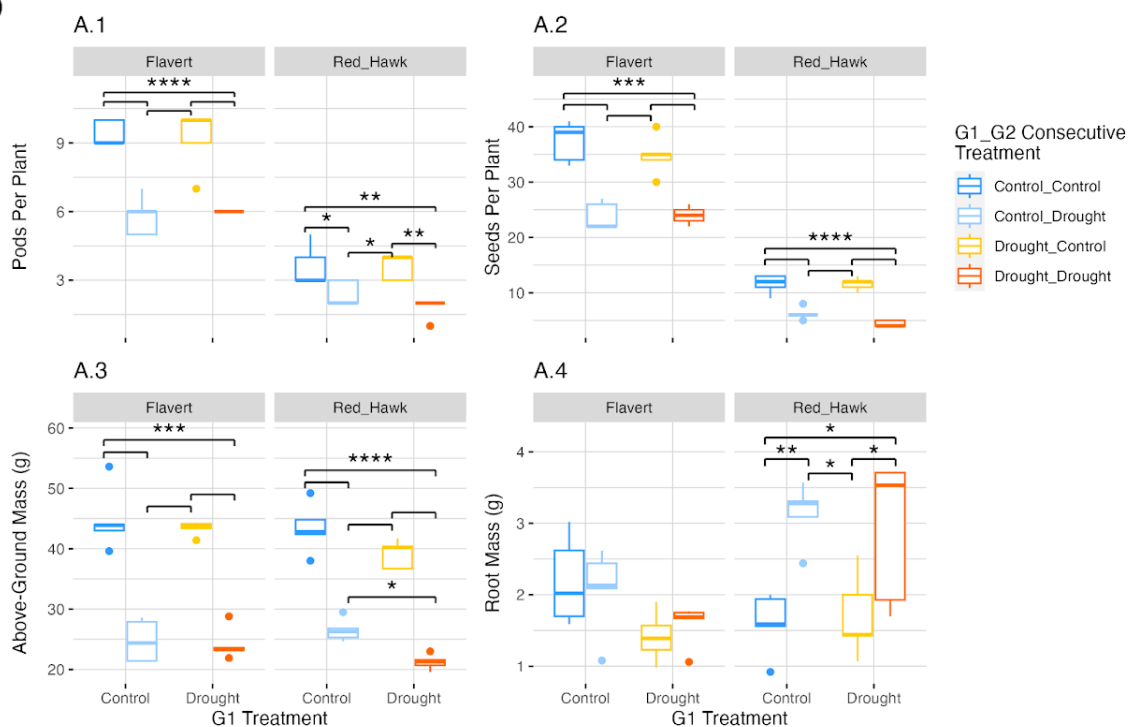 )
A.1
A.2
Flavert
Red_Hawk
Flavert
Red_Hawk
****
**
*
*
**
***
****
Pods Per Plant
9
6
3
Seeds Per Plant
40
30
20
10
G1_G2 Consecutive
Treatment
Control_Control
Control_Drought
Drought_Control
Drought_Drought
A.3
A.4
Flavert
Red_Hawk
Flavert
Red_Hawk
***
****
*
*
**
*
*
Above-Ground Mass (g)
60
50
40
30
20
Root Mass (g)
4
3
2
1
Control
Drought
Control
Drought
Control
Drought
Control
Drought
G1 Treatment
G1 Treatment